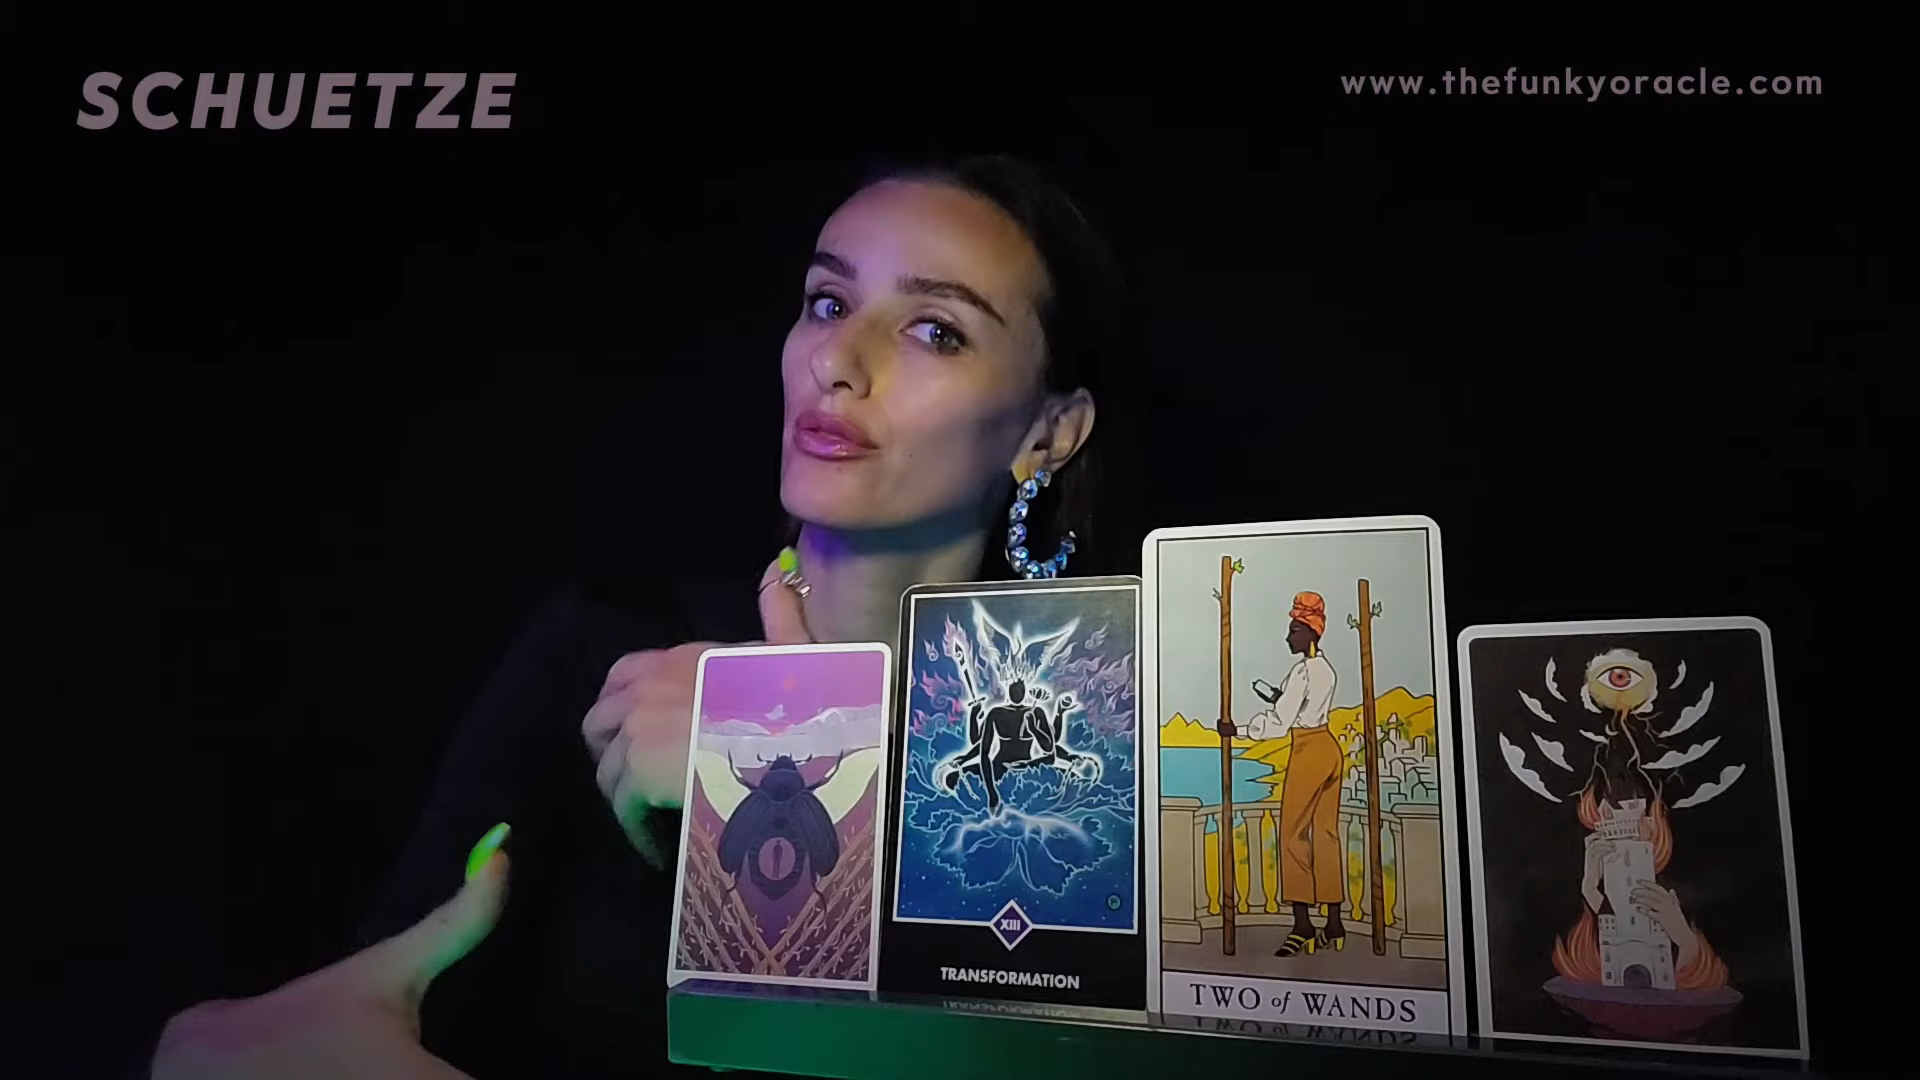 SCHUETZE
www.thefunkyoracle.com
XIII
TRANSFORMATION
TWO of WANDS